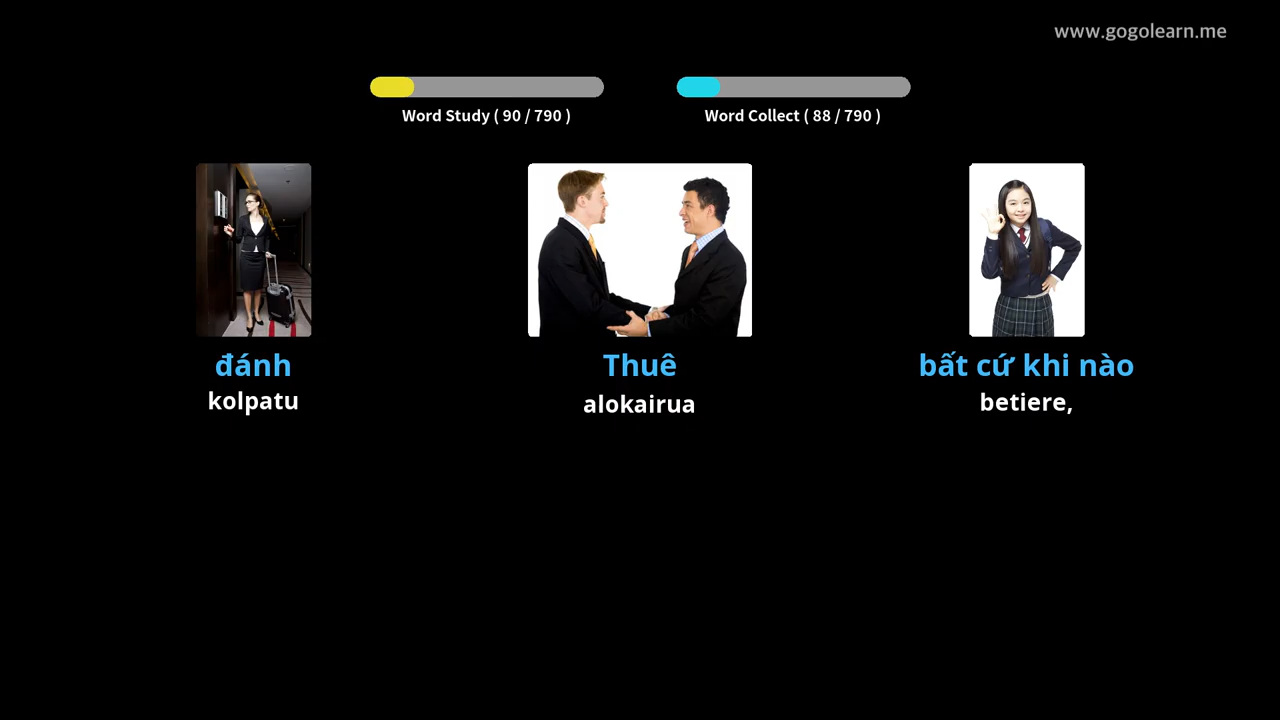 www.gogolearn.me
Word Study ( 90 / 790 )
Word Collect ( 88 / 790 )
đánh
kolpatu
Thuê
alokairua
bất cứ khi nào
betiere,